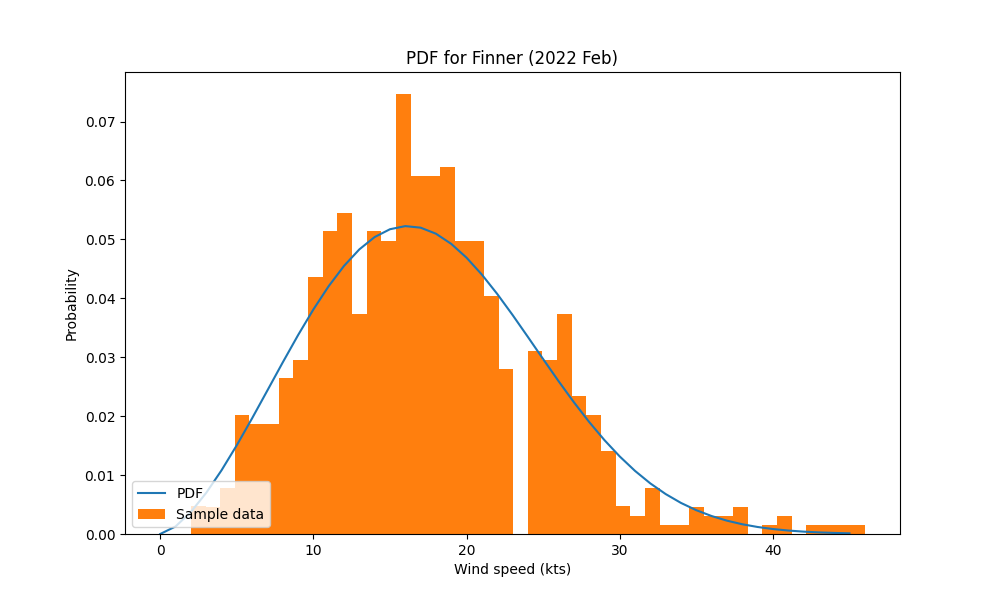 PDF for Finner (2022 Feb)
0.07
0.06
0.05
0.04
0.03
0.02
0.01
0.00
Probability
PDF
Sample data
0 10 20 30 40
Wind speed (kts)